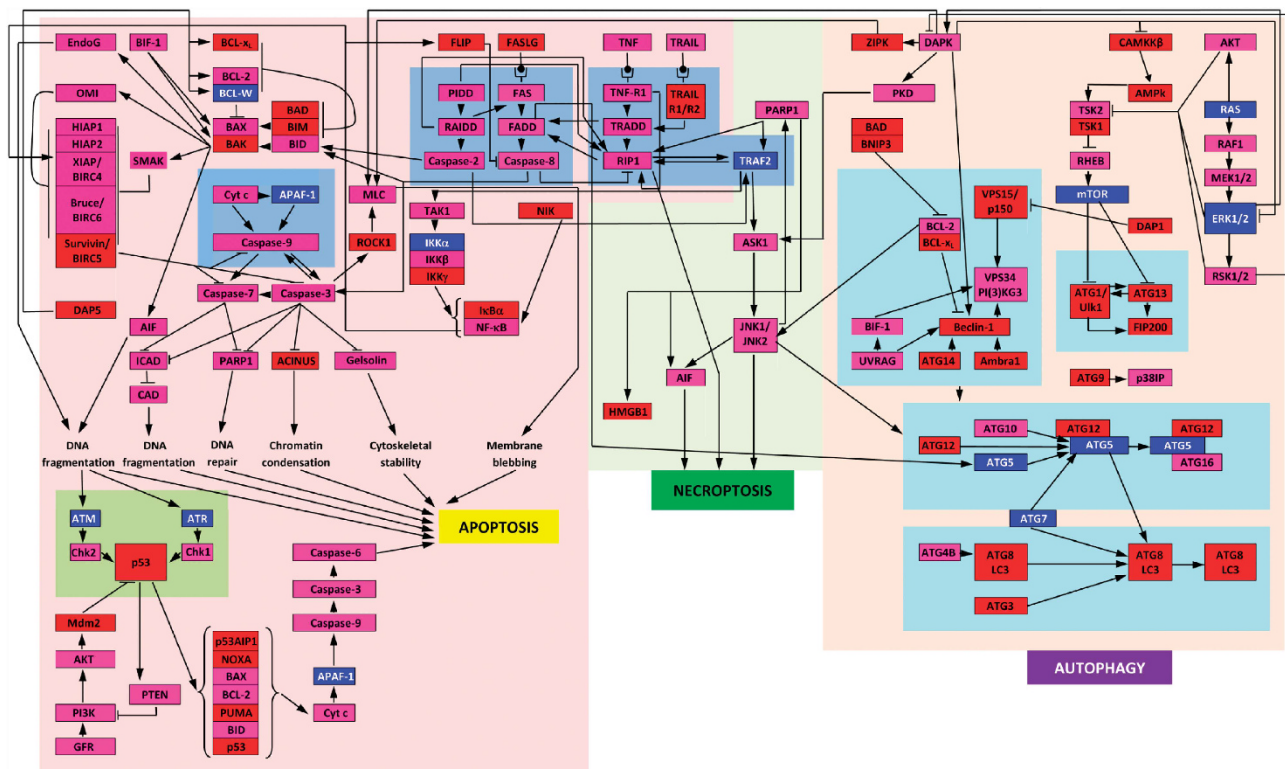 EndoG
BIF-1
BCL-xL
FLIP
FASLG
TNF
TRAIL
ZIPK
DAPK
CAMKKβ
AKT
BCL-2
BCL-W
OMI
PIDD
FAS
TNF-R1
TRAIL
R1/R2
PARP1
PKD
AMPk
RAS
TSK2
TSK1
HIAP1
HIAP2
XIAP/
BIRC4
Bruce/
BIRC6
Survivin/
BIRC5
SMAK
BAX
BAK
BAD
BIM
BID
RAIDD
FADD
TRADD
Caspase-2
Caspase-8
RIP1
TRAF2
BAD
BNIP3
RHEB
RAF1
MEK1/2
Cyt c
APAF-1
MLC
TAK1
NIK
VPS15/
p150
mTOR
ERK1/2
Caspase-9
ROCK1
IKKα
IKKβ
IKKγ
ASK1
BCL-2
BCL-xL
DAP1
VPS34
PI(3)KG3
RSK1/2
Caspase-7
Caspase-3
DAP5
AIF
IκBα
NF-κB
ATG1/
Ulk1
ATG13
FIP200
BIF-1
Beclin-1
JNK1/
JNK2
ICAD
PARP1
ACINUS
Gelsolin
UVRAG
ATG14
Ambra1
CAD
AIF
HMGB1
ATG9
p38IP
DNA
fragmentation
DNA
fragmentation
DNA
repair
Chromatin
condensation
Cytoskeletal
stability
Membrane
blebbing
ATG10
ATG12
ATG12
ATG5
ATG5
ATG12
ATG5
ATG16
NECROPTOSIS
ATM
ATR
Chk2
Chk1
p53
APOPTOSIS
ATG7
Caspase-6
Caspase-3
Caspase-9
ATG4B
ATG8
LC3
ATG8
LC3
ATG8
LC3
ATG3
Mdm2
AKT
PTEN
PI3K
GFR
p53AIP1
NOXA
BAX
BCL-2
PUMA
BID
p53
APAF-1
Cyt c
AUTOPHAGY